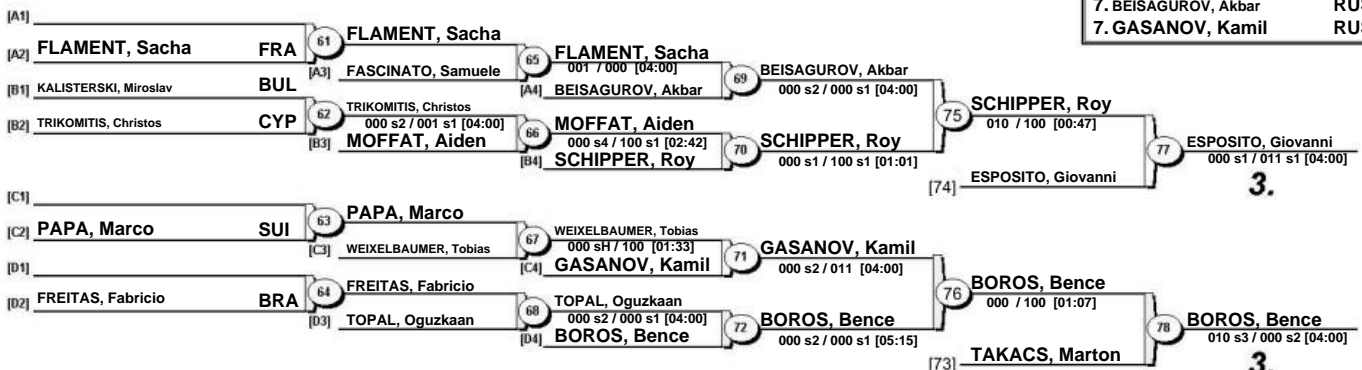 7. BEISAGUROV, Akbar RUS
7. GASANOV, Kamil RUS
[A1]
[A2] FLAMENT, Sacha FRA
61
FLAMENT, Sacha
[A3] FASCINATO, Samuele
65
FLAMENT, Sacha
001 / 000 [04:00]
[A4] BEISAGUROV, Akbar
69
BEISAGUROV, Akbar
000 s2 / 000 s1 [04:00]
[B1] KALISTERSKI, Miroslav BUL
[B2] TRIKOMITIS, Christos CYP
62
TRIKOMITIS, Christos
000 s2 / 001 s1 [04:00]
[B3] MOFFAT, Aiden
66
MOFFAT, Aiden
000 s4 / 100 s1 [02:42]
[B4] SCHIPPER, Roy
70
SCHIPPER, Roy
000 s1 / 100 s1 [01:01]
75
SCHIPPER, Roy
010 / 100 [00:47]
[74] ESPOSITO, Giovanni
77
ESPOSITO, Giovanni
000 s1 / 011 s1 [04:00]
3.
[C1]
[C2] PAPA, Marco SUI
63
PAPA, Marco
[C3] WEIXELBAUMER, Tobias
67
WEIXELBAUMER, Tobias
000 sH / 100 [01:33]
[C4] GASANOV, Kamil
71
GASANOV, Kamil
000 s2 / 011 [04:00]
[D1]
[D2] FREITAS, Fabricio BRA
64
FREITAS, Fabricio
[D3] TOPAL, Oguzkaan
68
TOPAL, Oguzkaan
000 s2 / 000 s1 [04:00]
[D4] BOROS, Bence
72
BOROS, Bence
000 s2 / 000 s1 [05:15]
76
BOROS, Bence
000 / 100 [01:07]
[73] TAKACS, Marton
78
BOROS, Bence
010 s3 / 000 s2 [04:00]
3.